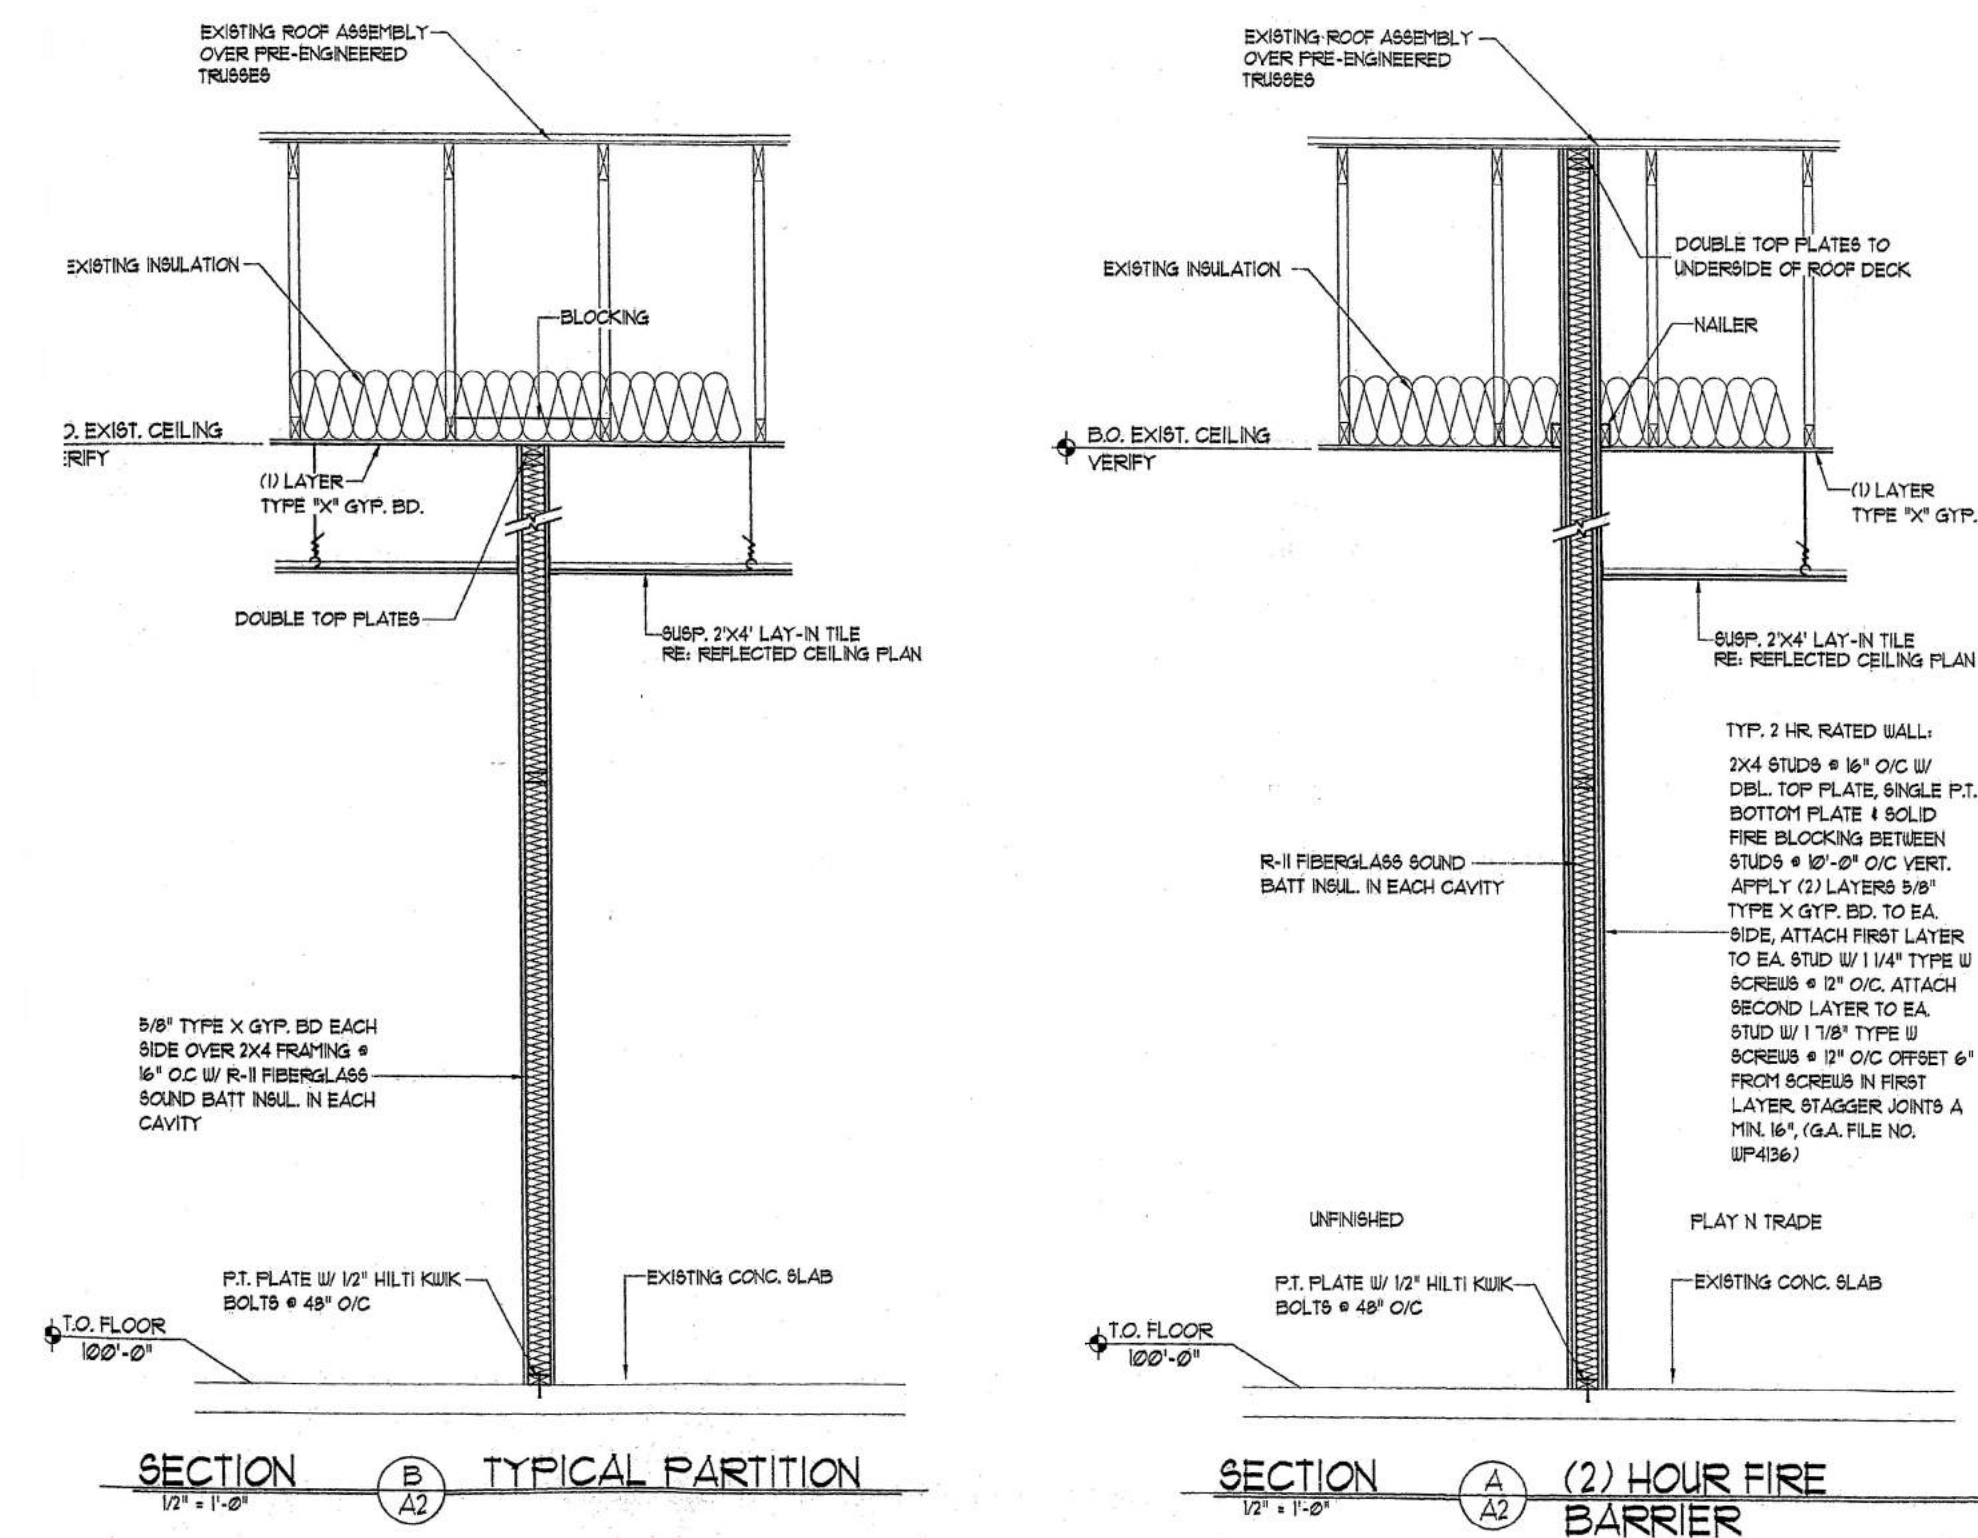 EXISTING ROOF ASSEMBLY
OVER PRE-ENGINEERED
TRUSSES
EXISTING INSULATION
BLOCKING
O. EXIST. CEILING
ERIFY
(1) LAYER
TYPE "X" GYP. BD.
DOUBLE TOP PLATES
SUSP. 2'X4' LAY-IN TILE
RE: REFLECTED CEILING PLAN
5/8" TYPE X GYP. BD EACH
SIDE OVER 2X4 FRAMING @
16" O.C W/ R-11 FIBERGLASS
SOUND BATT INSUL. IN EACH
CAVITY
P.T. PLATE W/ 1/2" HILTI KWIK
BOLTS @ 48" O/C
EXISTING CONC. SLAB
T.O. FLOOR
100'-0"
SECTION
1/2" = 1'-0"
B
A2
TYPICAL PARTITION
EXISTING ROOF ASSEMBLY
OVER PRE-ENGINEERED
TRUSSES
DOUBLE TOP PLATES TO
UNDERSIDE OF ROOF DECK
EXISTING INSULATION
NAILER
B.O. EXIST. CEILING
VERIFY
(1) LAYER
TYPE "X" GYP.
SUSP. 2'X4' LAY-IN TILE
RE: REFLECTED CEILING PLAN
TYP. 2 HR. RATED WALL:
2X4 STUDS @ 16" O/C W/
DBL. TOP PLATE, SINGLE P.T.
BOTTOM PLATE & SOLID
FIRE BLOCKING BETWEEN
STUDS @ 10'-0" O/C VERT.
APPLY (2) LAYERS 5/8"
TYPE X GYP. BD. TO EA.
SIDE, ATTACH FIRST LAYER
TO EA. STUD W/ 1 1/4" TYPE W
SCREWS @ 12" O/C. ATTACH
SECOND LAYER TO EA.
STUD W/ 1 7/8" TYPE W
SCREWS @ 12" O/C OFFSET 6"
FROM SCREWS IN FIRST
LAYER. STAGGER JOINTS A
MIN. 16", (G.A. FILE NO.
WP4136)
R-11 FIBERGLASS SOUND
BATT INSUL. IN EACH CAVITY
UNFINISHED
PLAY N TRADE
P.T. PLATE W/ 1/2" HILTI KWIK
BOLTS @ 48" O/C
EXISTING CONC. SLAB
T.O. FLOOR
100'-0"
SECTION
1/2" = 1'-0"
A
A2
(2) HOUR FIRE
BARRIER